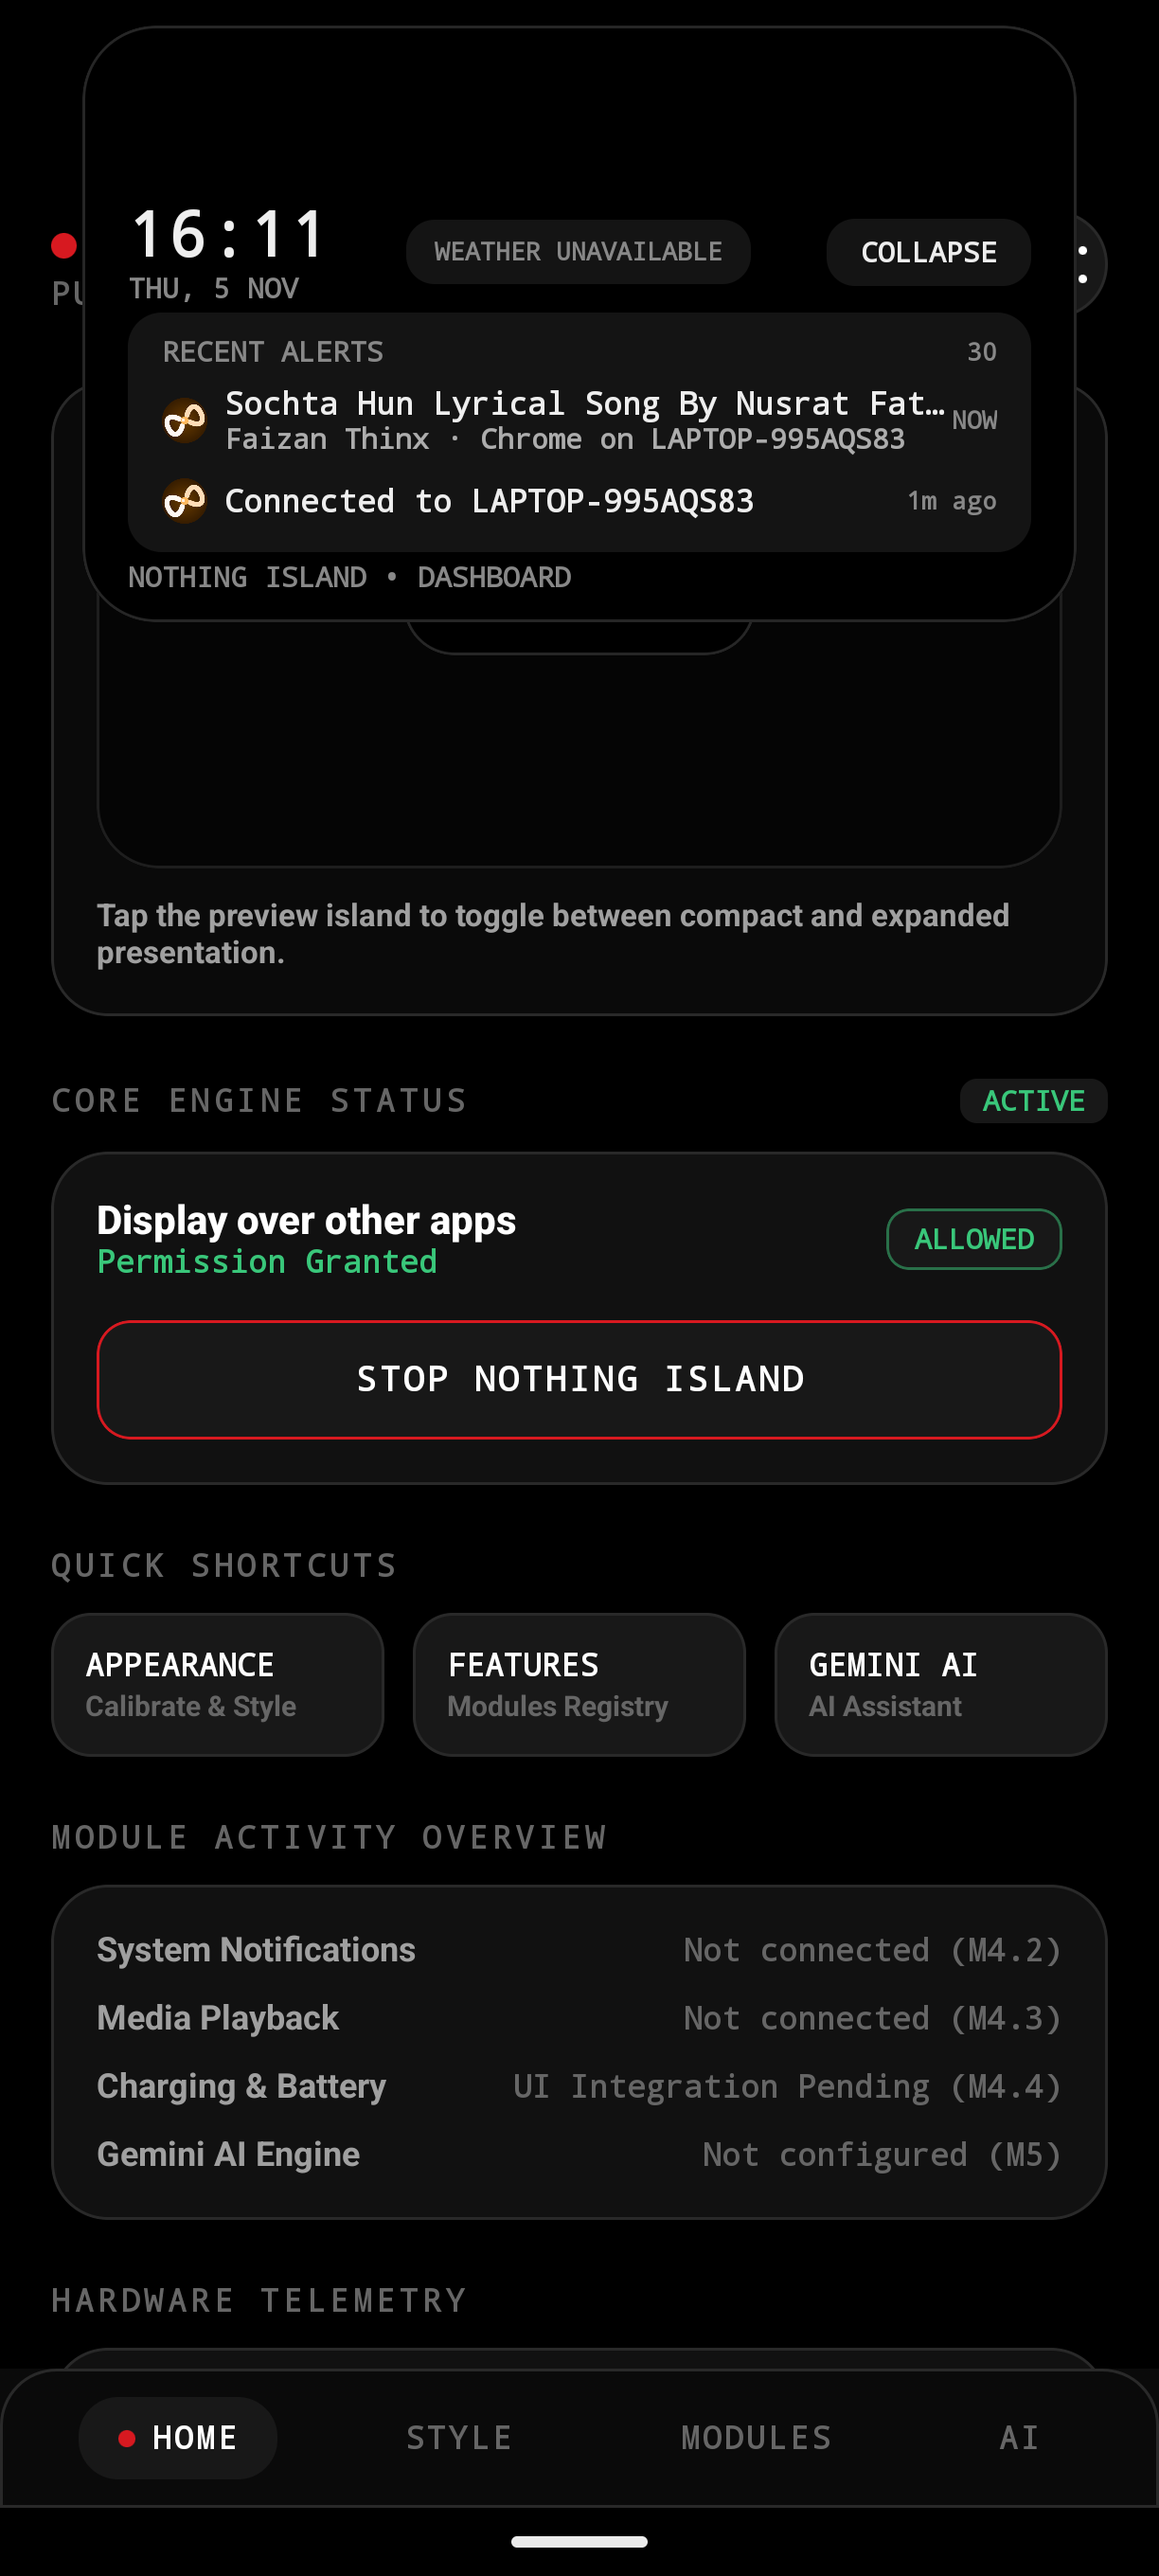 16:11
THU, 5 NOV
WEATHER UNAVAILABLE
COLLAPSE
PU
RECENT ALERTS
30
Sochta Hun Lyrical Song By Nusrat Fat…
NOW
Faizan Thinx · Chrome on LAPTOP-995AQS83
Connected to LAPTOP-995AQS83
1m ago
NOTHING ISLAND • DASHBOARD
Tap the preview island to toggle between compact and expanded
presentation.
CORE ENGINE STATUS
ACTIVE
Display over other apps
Permission Granted
ALLOWED
STOP NOTHING ISLAND
QUICK SHORTCUTS
APPEARANCE
Calibrate & Style
FEATURES
Modules Registry
GEMINI AI
AI Assistant
MODULE ACTIVITY OVERVIEW
System Notifications
Not connected (M4.2)
Media Playback
Not connected (M4.3)
Charging & Battery
UI Integration Pending (M4.4)
Gemini AI Engine
Not configured (M5)
HARDWARE TELEMETRY
HOME
STYLE
MODULES
AI